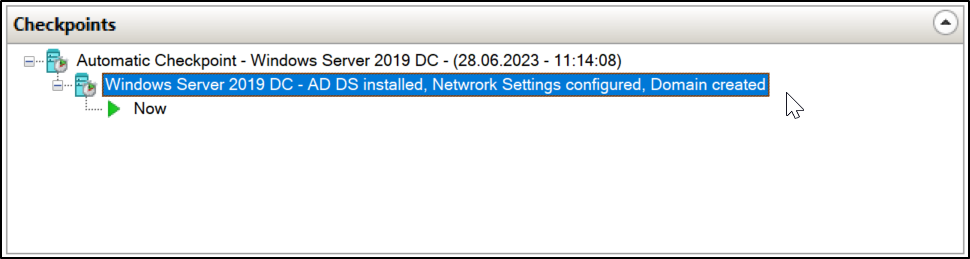 Checkpoints
Automatic Checkpoint - Windows Server 2019 DC - (28.06.2023 - 11:14:08)
Windows Server 2019 DC - AD DS installed, Netwrork Settings configured, Domain created
Now